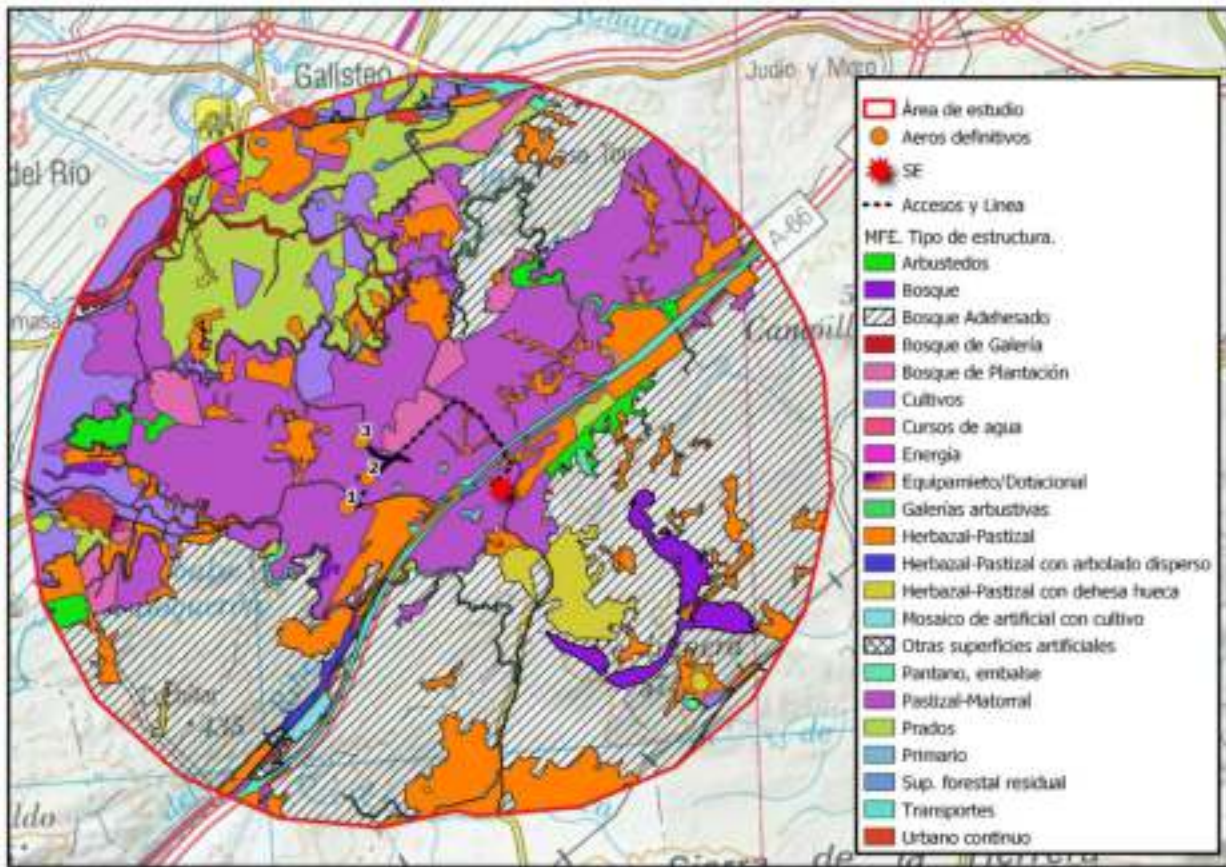 Galisteo
Judio y Moro
del Rio
A-66
3
2
1
Área de estudio
Aeros definitivos
SE
Accesos y Linea
MFE. Tipo de estructura.
Arbustedos
Bosque
Bosque Adehesado
Bosque de Galería
Bosque de Plantación
Cultivos
Cursos de agua
Energía
Equipamieto/Dotacional
Galerías arbustivas
Herbazal-Pastizal
Herbazal-Pastizal con arbolado disperso
Herbazal-Pastizal con dehesa hueca
Mosaico de artificial con cultivo
Otras superficies artificiales
Pantano, embalse
Pastizal-Matorral
Prados
Primario
Sup. forestal residual
Transportes
Urbano continuo
Sierra de la